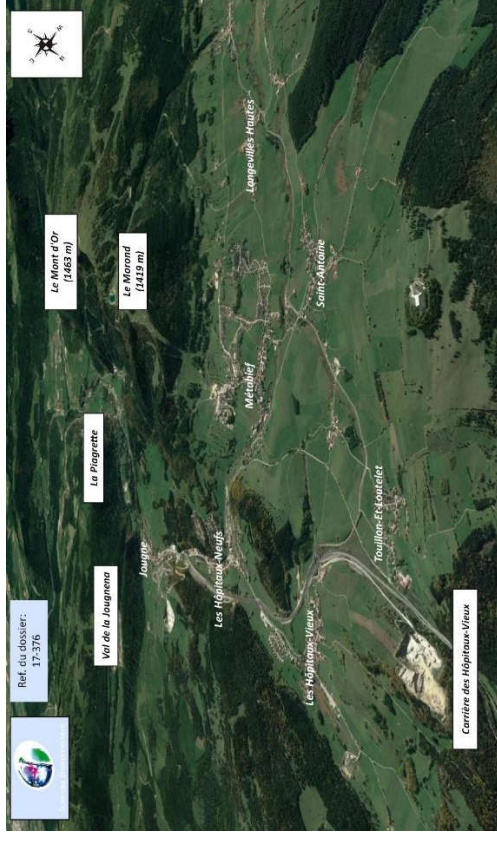 Ref. du dossier:
17-376
Le Mont d'Or
(1463 m)
Le Morond
(1419 m)
La Piagrette
Val de la Jougnena
Jougne
Longevilles Hautes
Métabief
Les Hôpitaux-Neufs
Saint-Antoine
Les Hôpitaux-Vieux
Touillon-Et-Loutelet
Carrière des Hôpitaux-Vieux